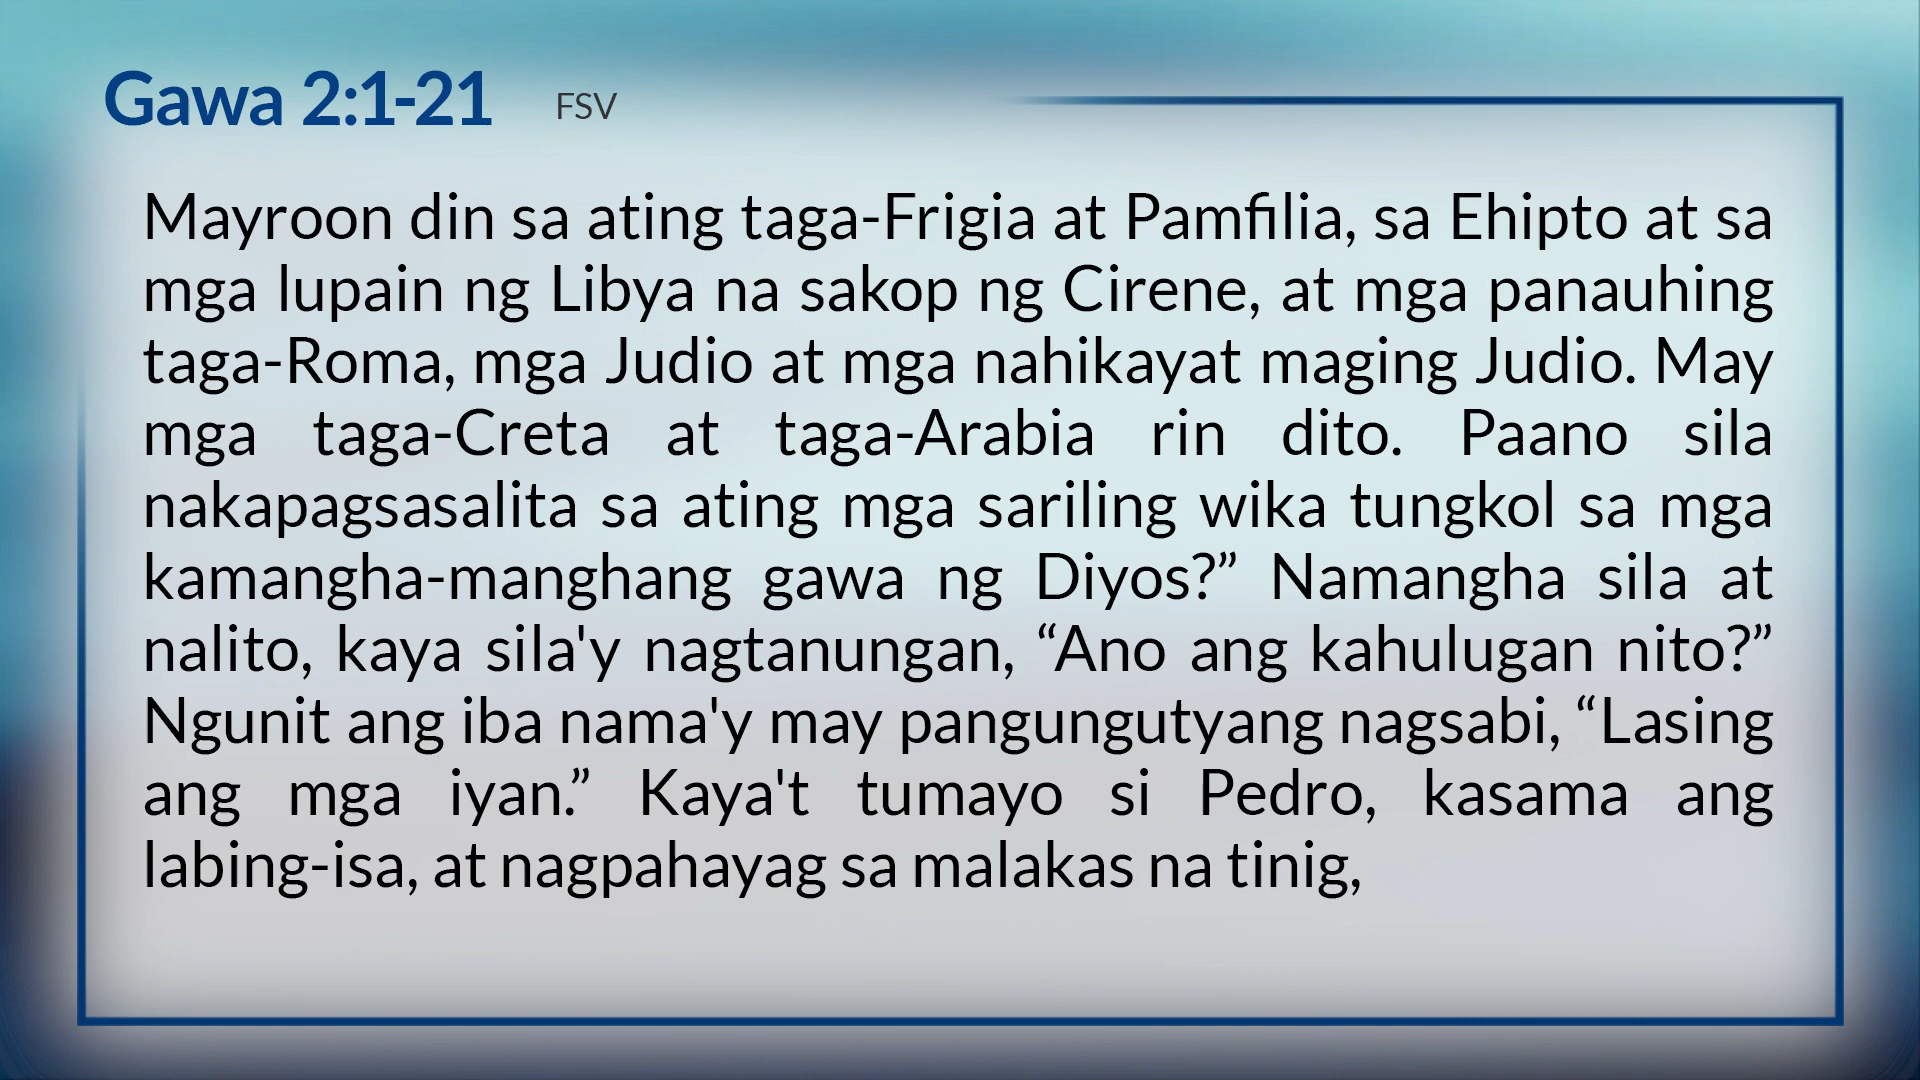 Gawa 2:1-21 FSV
Mayroon din sa ating taga-Frigia at Pamfilia, sa Ehipto at sa
mga lupain ng Libya na sakop ng Cirene, at mga panauhing
taga-Roma, mga Judio at mga nahikayat maging Judio. May
mga taga-Creta at taga-Arabia rin dito. Paano sila
nakapagsasalita sa ating mga sariling wika tungkol sa mga
kamangha-manghang gawa ng Diyos?” Namangha sila at
nalito, kaya sila'y nagtanungan, “Ano ang kahulugan nito?”
Ngunit ang iba nama'y may pangungutyang nagsabi, “Lasing
ang mga iyan.” Kaya't tumayo si Pedro, kasama ang
labing-isa, at nagpahayag sa malakas na tinig,